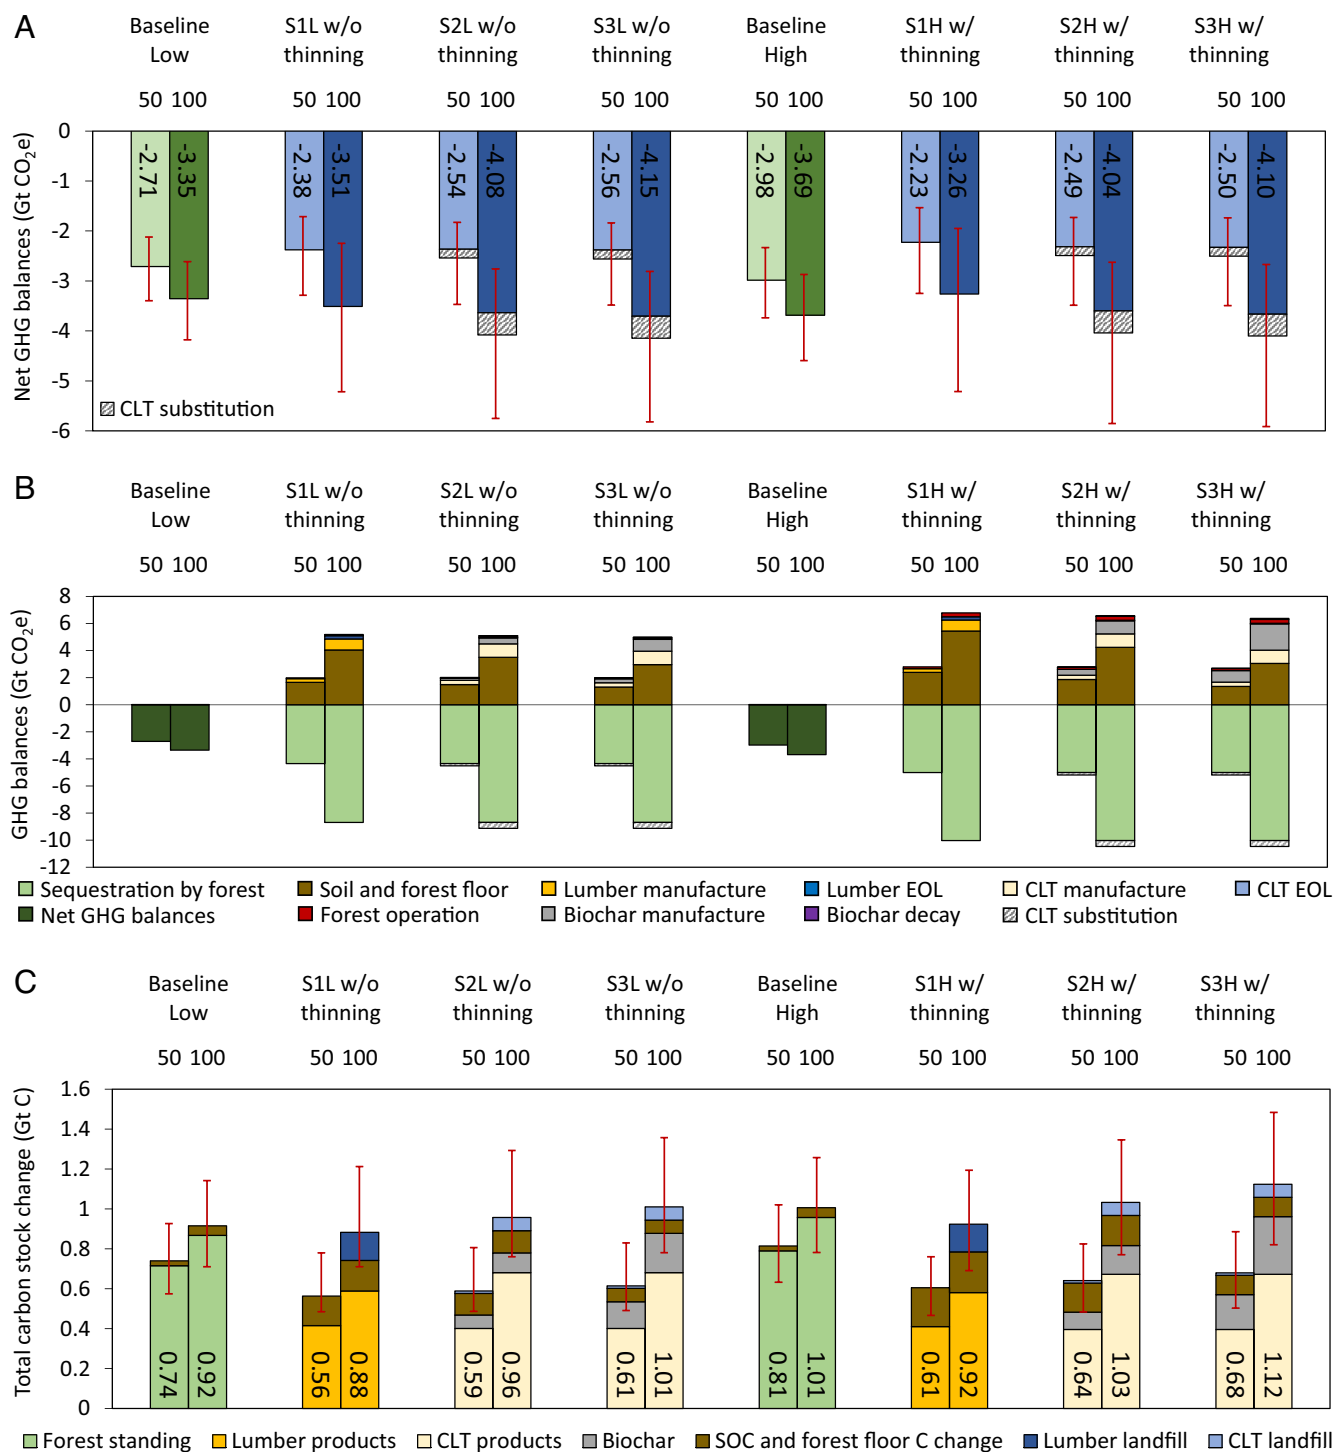 A
Baseline Low
S1L w/o thinning
S2L w/o thinning
S3L w/o thinning
Baseline High
S1H w/ thinning
S2H w/ thinning
S3H w/ thinning
50 100 50 100 50 100 50 100 50 100 50 100 50 100 50 100
Net GHG balances (Gt CO₂e)
0
-1
-2
-3
-4
-5
-6
-2.71 -3.35 -2.38 -3.51 -2.54 -4.08 -2.56 -4.15 -2.98 -3.69 -2.23 -3.26 -2.49 -4.04 -2.50 -4.10
CLT substitution
B
Baseline Low
S1L w/o thinning
S2L w/o thinning
S3L w/o thinning
Baseline High
S1H w/ thinning
S2H w/ thinning
S3H w/ thinning
50 100 50 100 50 100 50 100 50 100 50 100 50 100 50 100
GHG balances (Gt CO₂e)
8
6
4
2
0
-2
-4
-6
-8
-10
-12
Sequestration by forest Soil and forest floor Lumber manufacture Lumber EOL CLT manufacture CLT EOL
Net GHG balances Forest operation Biochar manufacture Biochar decay CLT substitution
C
Baseline Low
S1L w/o thinning
S2L w/o thinning
S3L w/o thinning
Baseline High
S1H w/ thinning
S2H w/ thinning
S3H w/ thinning
50 100 50 100 50 100 50 100 50 100 50 100 50 100 50 100
Total carbon stock change (Gt C)
1.6
1.4
1.2
1
0.8
0.6
0.4
0.2
0
0.74 0.92 0.56 0.88 0.59 0.96 0.61 1.01 0.81 1.01 0.61 0.92 0.64 1.03 0.68 1.12
Forest standing Lumber products CLT products Biochar SOC and forest floor C change Lumber landfill CLT landfill